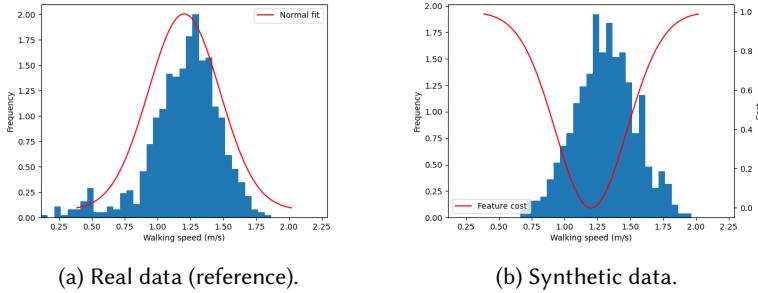 2.00
1.75
1.50
1.25
1.00
0.75
0.50
0.25
0.00
Frequency
Normal fit
0.25 0.50 0.75 1.00 1.25 1.50 1.75 2.00 2.25
Walking speed (m/s)
(a) Real data (reference).
2.00
1.75
1.50
1.25
1.00
0.75
0.50
0.25
0.00
Frequency
Feature cost
1.0
0.8
0.6
0.4
0.2
0.0
0.25 0.50 0.75 1.00 1.25 1.50 1.75 2.00 2.25
Walking speed (m/s)
(b) Synthetic data.